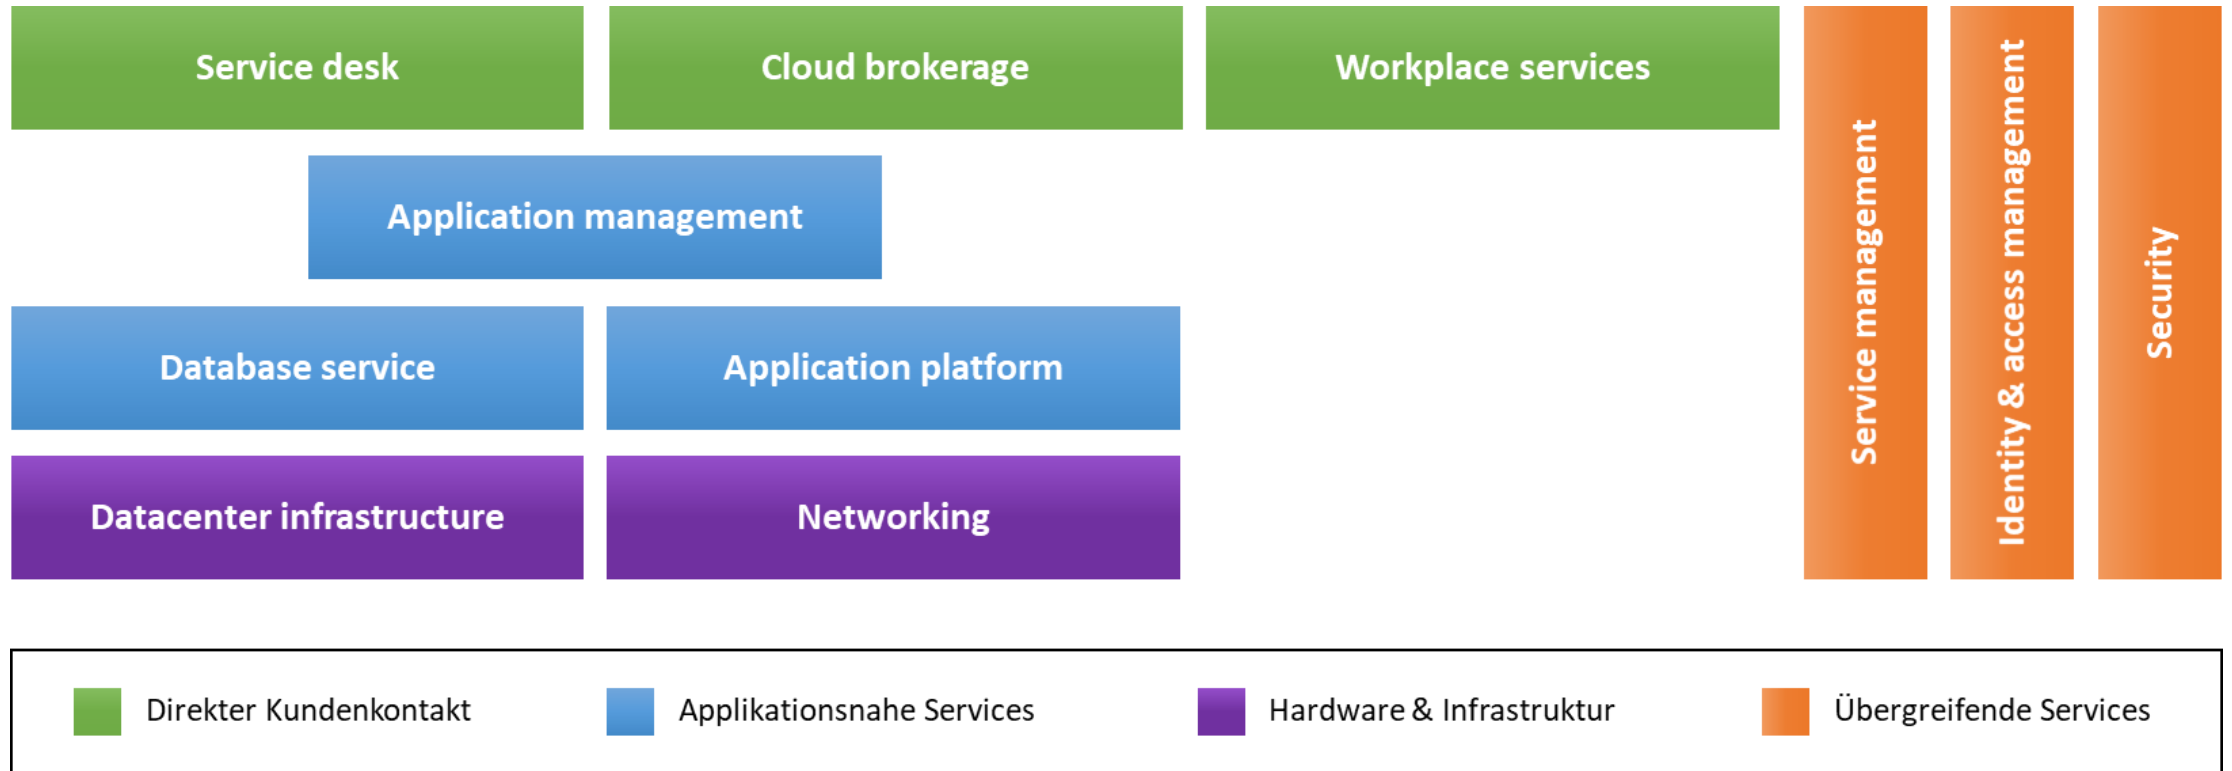 Service desk
Cloud brokerage
Workplace services
Application management
Database service
Application platform
Datacenter infrastructure
Networking
Service management
Identity & access management
Security
Direkter Kundenkontakt
Applikationsnahe Services
Hardware & Infrastruktur
Übergreifende Services